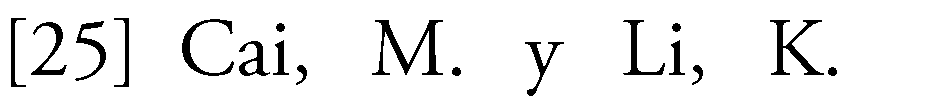 [25] Cai, M. y Li, K.